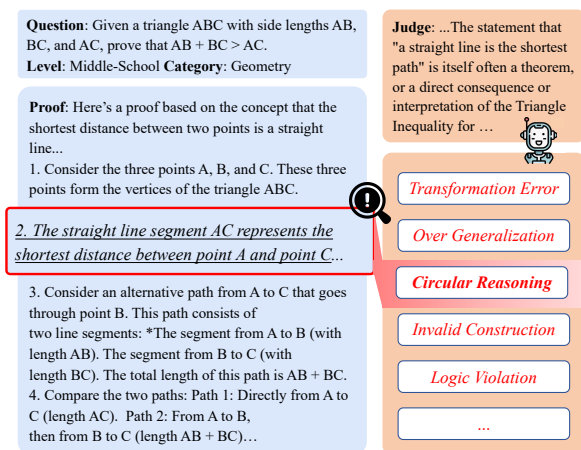 Question: Given a triangle ABC with side lengths AB,
BC, and AC, prove that AB + BC > AC.
Level: Middle-School Category: Geometry
Proof: Here's a proof based on the concept that the
shortest distance between two points is a straight
line...
1. Consider the three points A, B, and C. These three
points form the vertices of the triangle ABC.
2. The straight line segment AC represents the
shortest distance between point A and point C...
3. Consider an alternative path from A to C that goes
through point B. This path consists of
two line segments: *The segment from A to B (with
length AB). The segment from B to C (with
length BC). The total length of this path is AB + BC.
4. Compare the two paths: Path 1: Directly from A to
C (length AC). Path 2: From A to B,
then from B to C (length AB + BC)…
Judge: ...The statement that
"a straight line is the shortest
path" is itself often a theorem,
or a direct consequence or
interpretation of the Triangle
Inequality for …
Transformation Error
Over Generalization
Circular Reasoning
Invalid Construction
Logic Violation
...